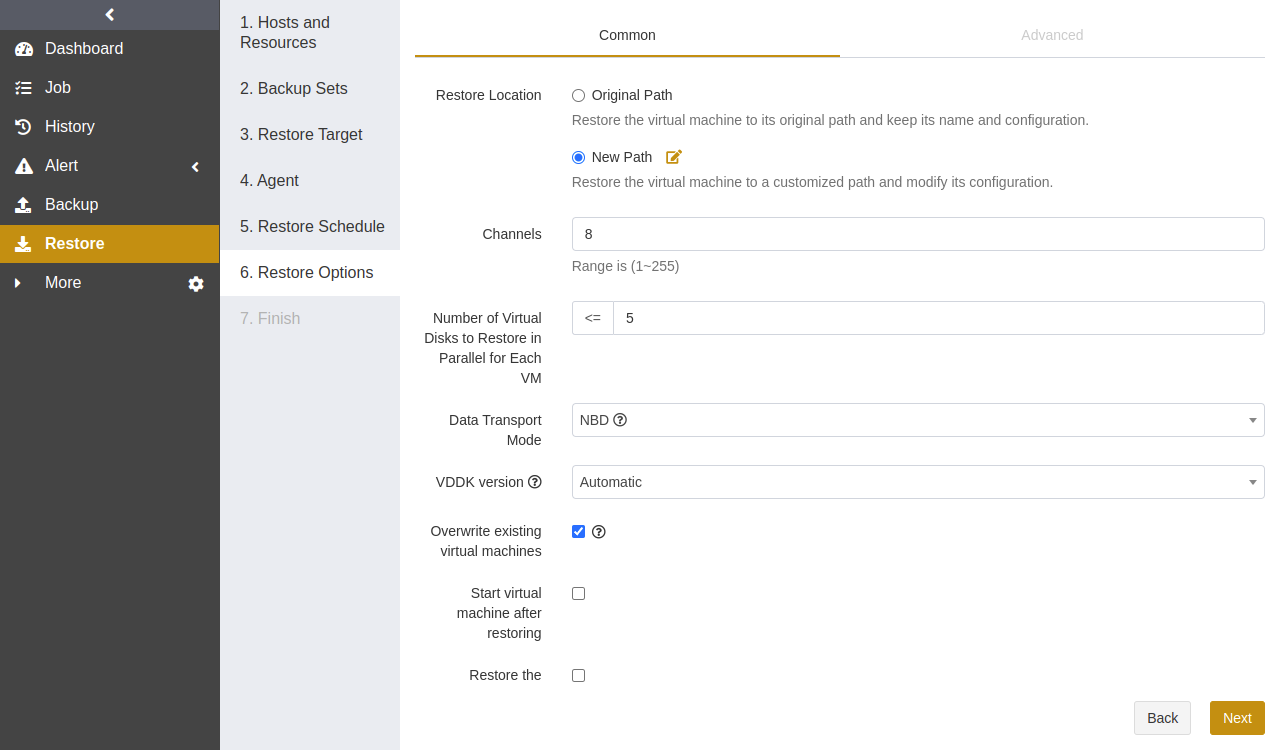 Dashboard
Job
History
Alert
Backup
Restore
More
1. Hosts and
Resources
2. Backup Sets
3. Restore Target
4. Agent
5. Restore Schedule
6. Restore Options
7. Finish
Common
Advanced
Restore Location
Original Path
Restore the virtual machine to its original path and keep its name and configuration.
New Path
Restore the virtual machine to a customized path and modify its configuration.
Channels
8
Range is (1~255)
Number of Virtual
Disks to Restore in
Parallel for Each
VM
<=
5
Data Transport
Mode
NBD
VDDK version
Automatic
Overwrite existing
virtual machines
Start virtual
machine after
restoring
Restore the
Back
Next